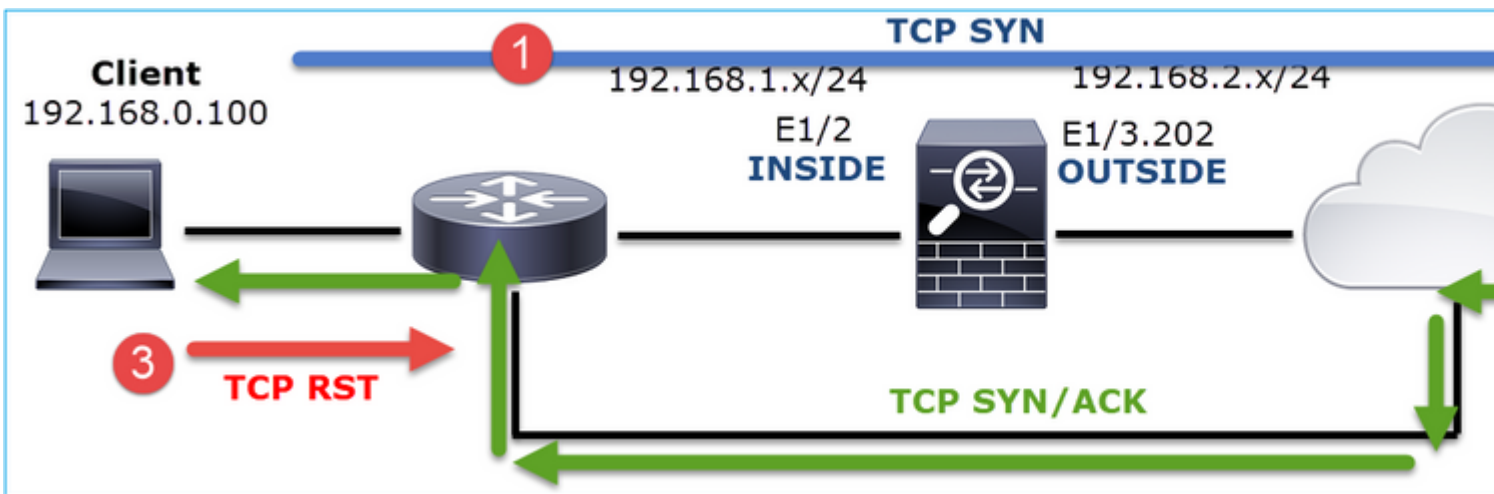 TCP SYN
1
Client
192.168.0.100
192.168.1.x/24
192.168.2.x/24
E1/2
INSIDE
E1/3.202
OUTSIDE
3
TCP RST
TCP SYN/ACK